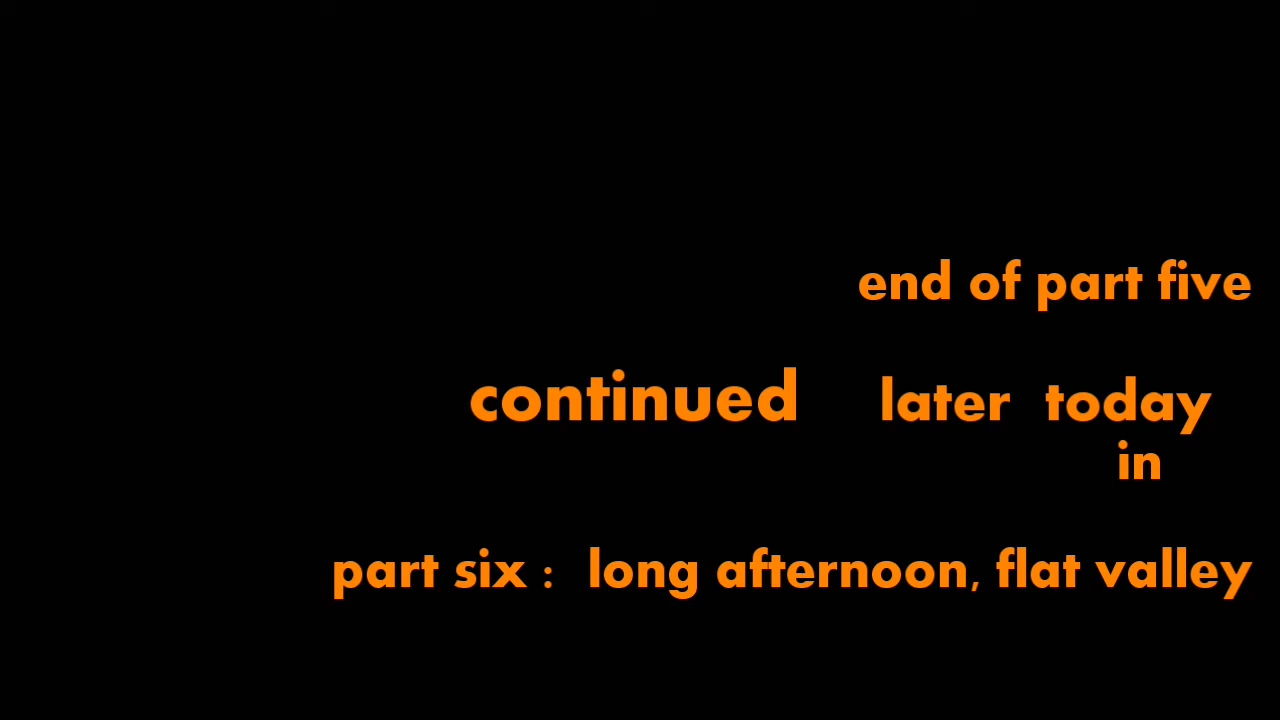 end of part five
continued later today
in
part six : long afternoon, flat valley